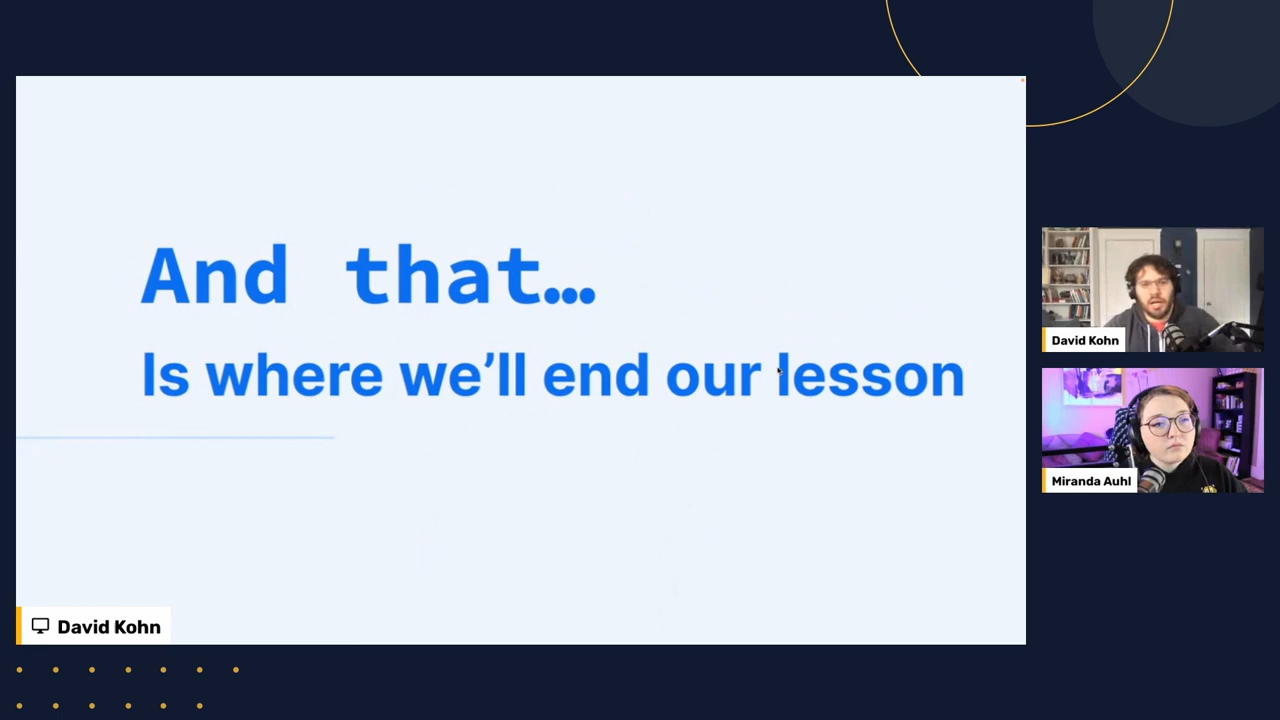 And that…
Is where we’ll end our lesson
David Kohn
David Kohn
Miranda Auhl